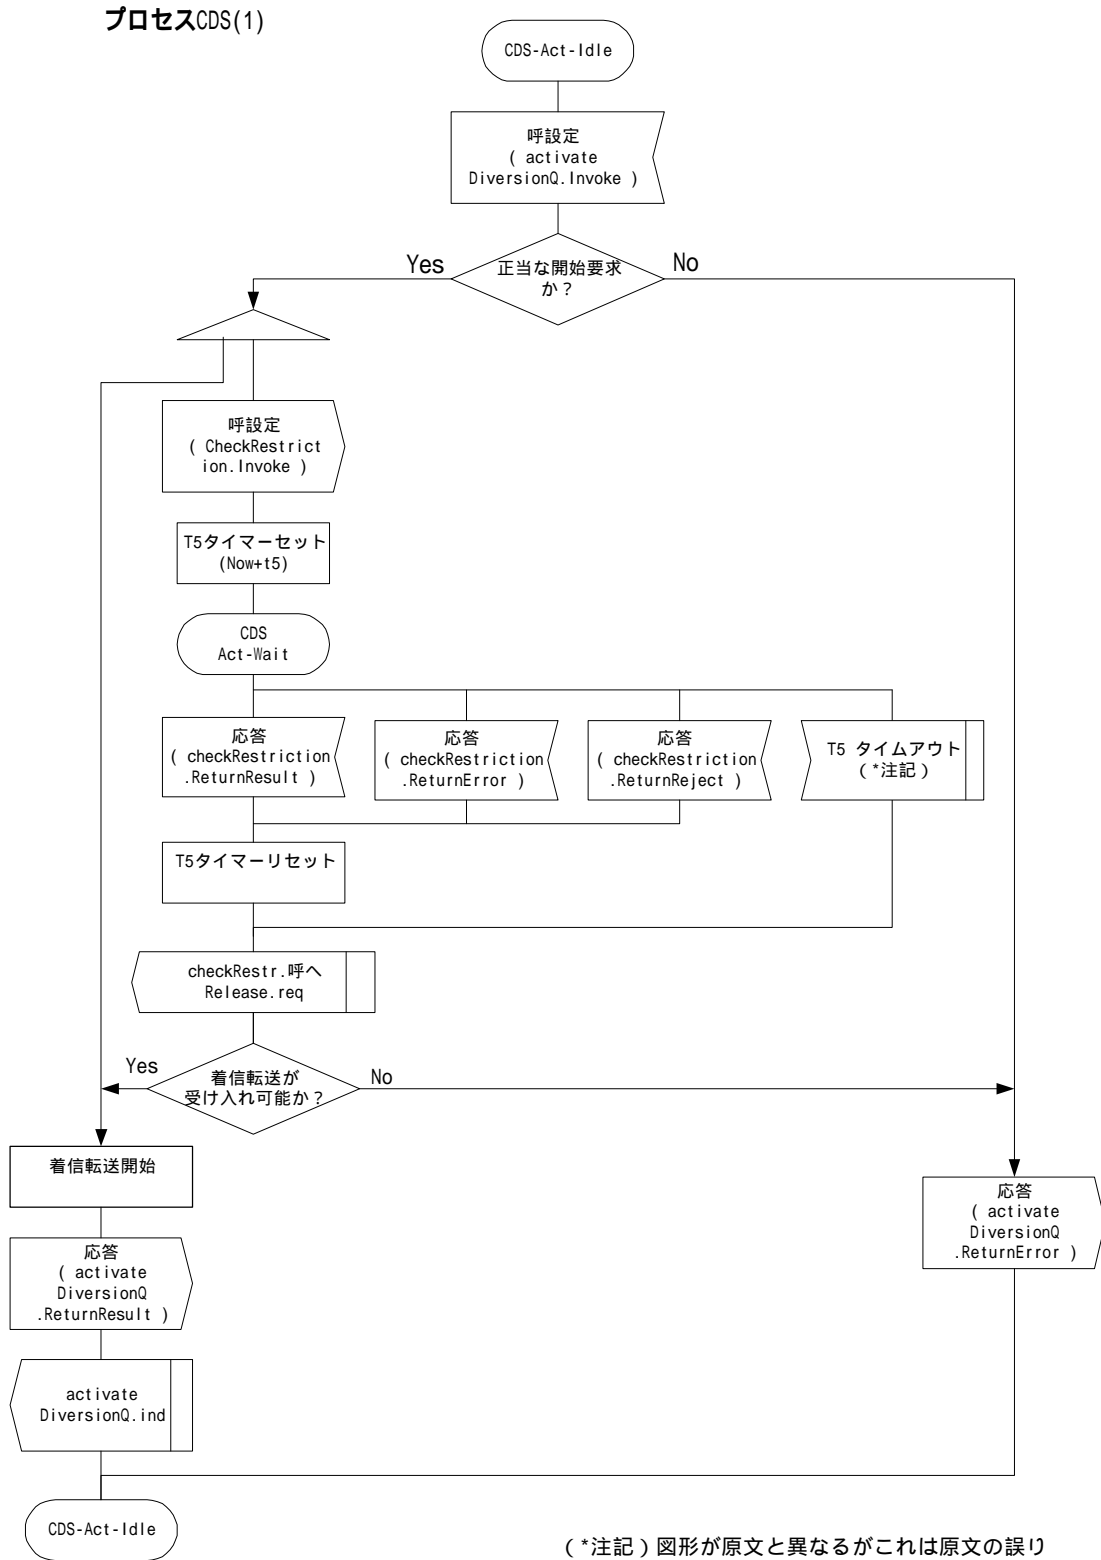 プロセスCDS(1)
CDS-Act-Idle
呼設定
( activate
DiversionQ.Invoke )
正当な開始要求
か？
Yes
No
呼設定
( CheckRestrict
ion.Invoke )
T5タイマーセット
(Now+t5)
CDS
Act-Wait
応答
( checkRestriction
.ReturnResult )
応答
( checkRestriction
.ReturnError )
応答
( checkRestriction
.ReturnReject )
T5 タイムアウト
( *注記 )
T5タイマーリセット
checkRestr.呼へ
Release.req
Yes
着信転送が
受け入れ可能か？
No
着信転送開始
応答
( activate
DiversionQ
.ReturnResult )
応答
( activate
DiversionQ
.ReturnError )
activate
DiversionQ.ind
CDS-Act-Idle
( *注記 ) 図形が原文と異なるがこれは原文の誤り